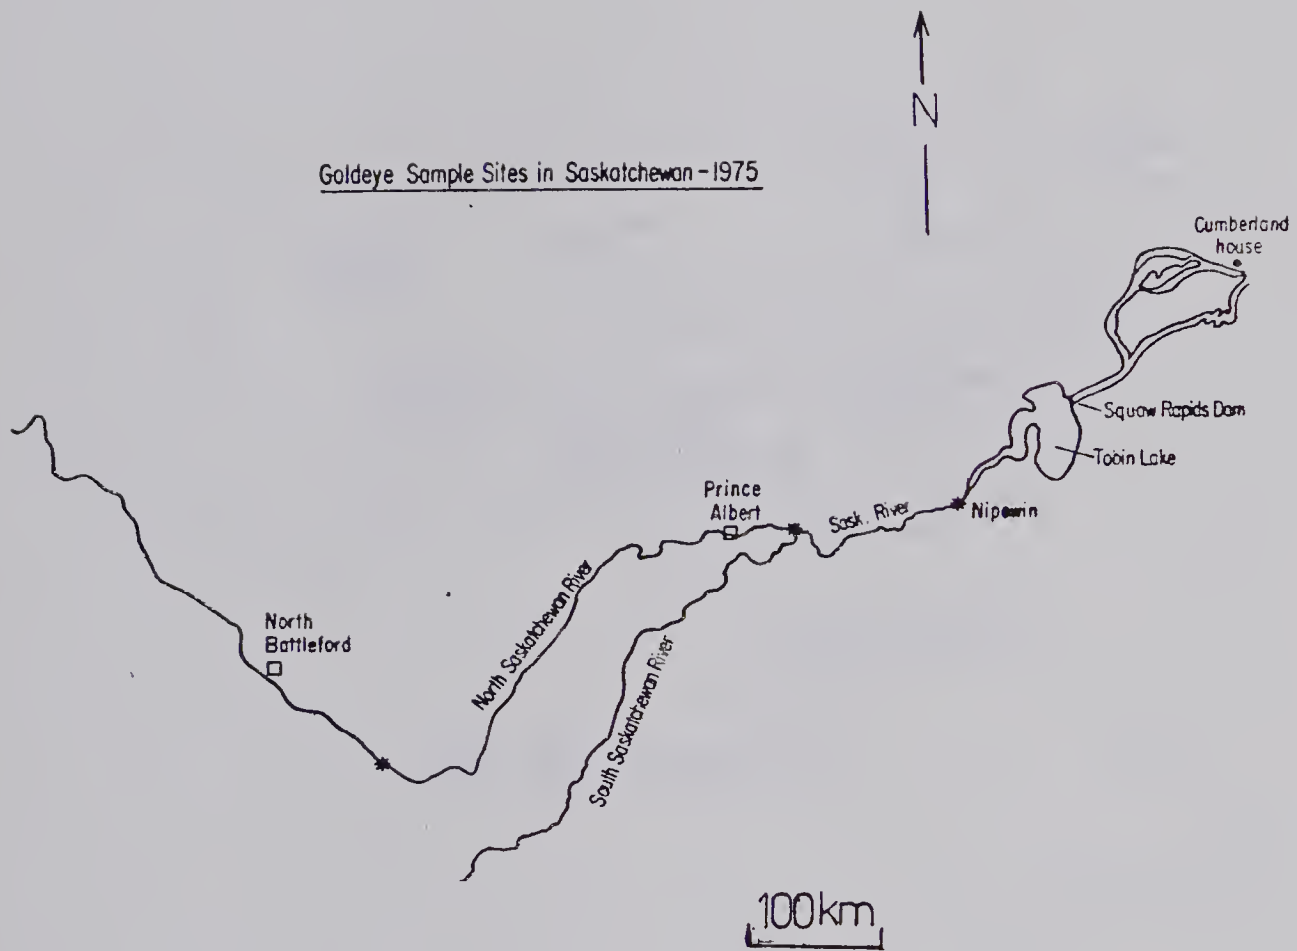 N
Goldeye Sample Sites in Saskatchewan-1975
Cumberland
house
Squaw Rapids Dam
Tobin Lake
Prince
Albert
Sask. River
Nipawin
North
Battleford
North Saskatchewan River
South Saskatchewan River
100km